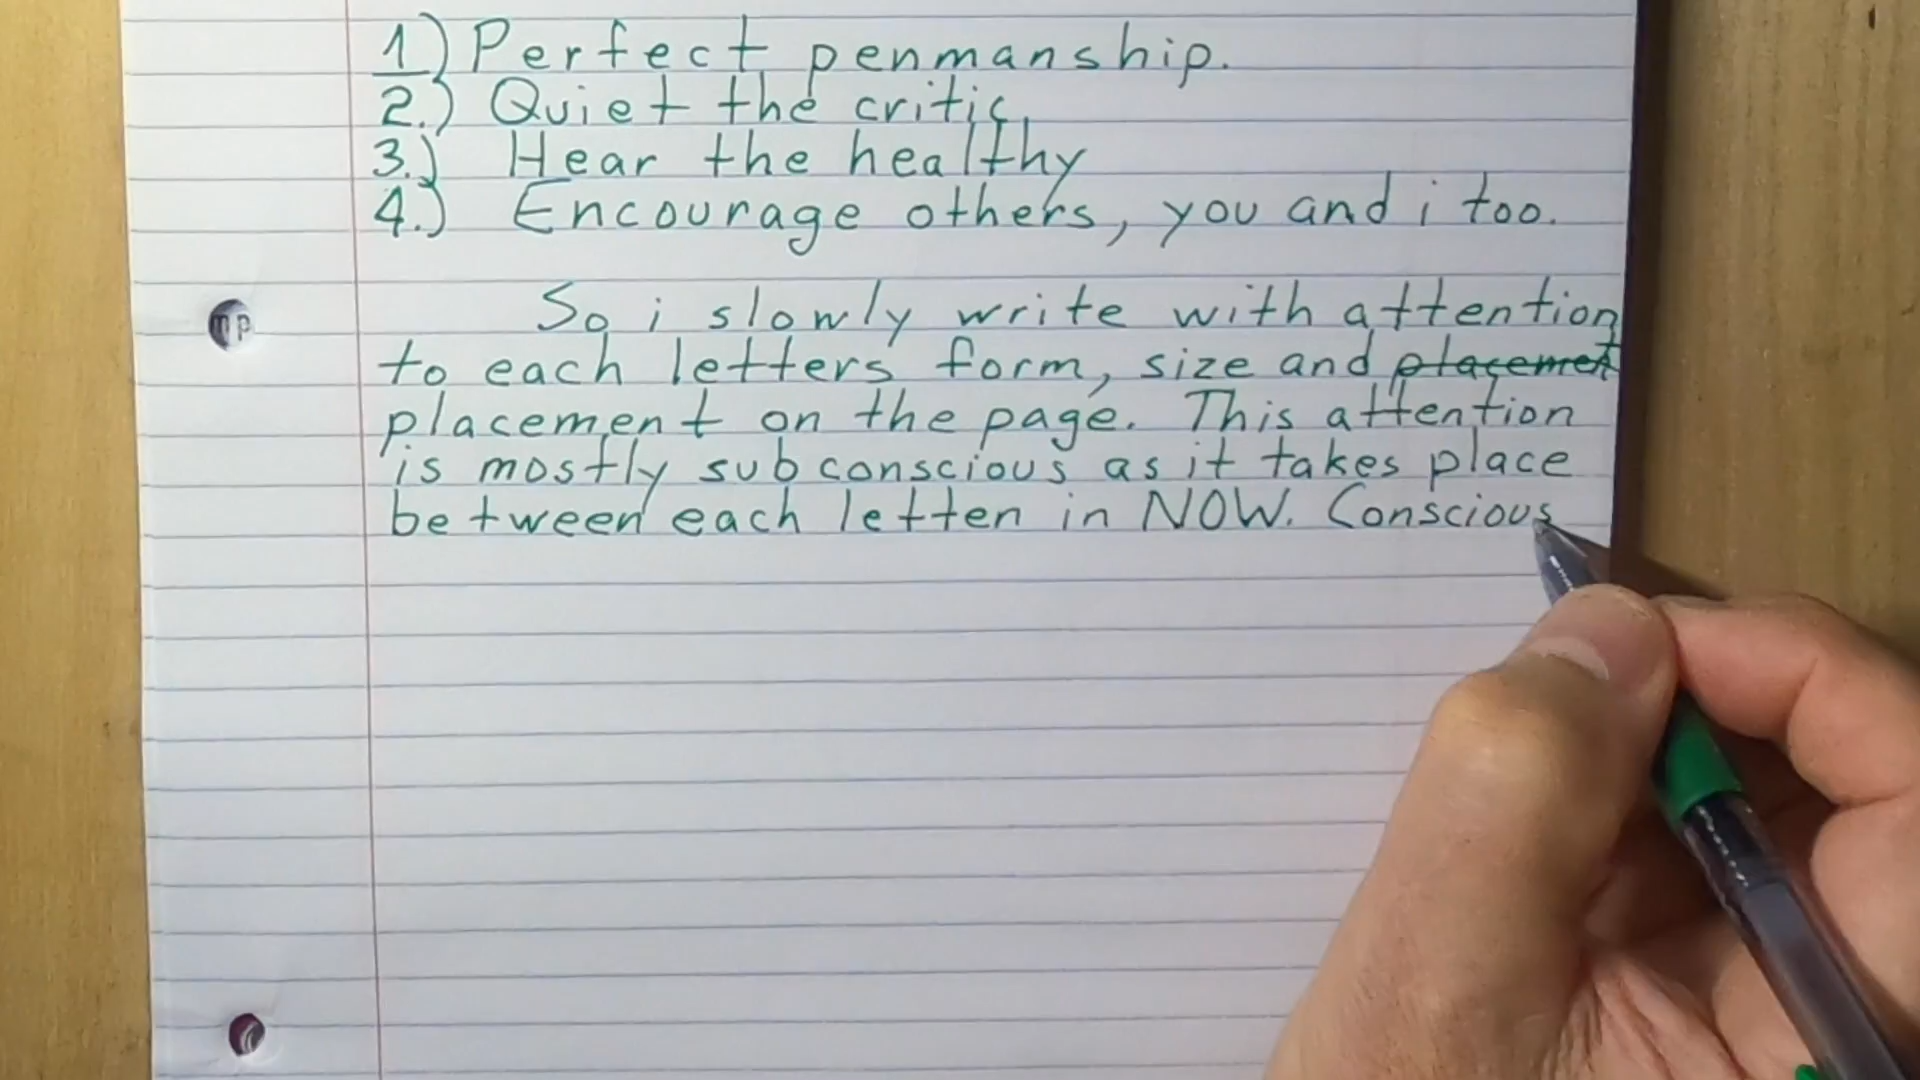 1) Perfect penmanship.
2.) Quiet the critic.
3.) Hear the healthy
4.) Encourage others, you and i too.
So i slowly write with attention
to each letters form, size and placemet
placement on the page. This attention
is mostly subconscious as it takes place
between each letten in NOW. Conscious
mp